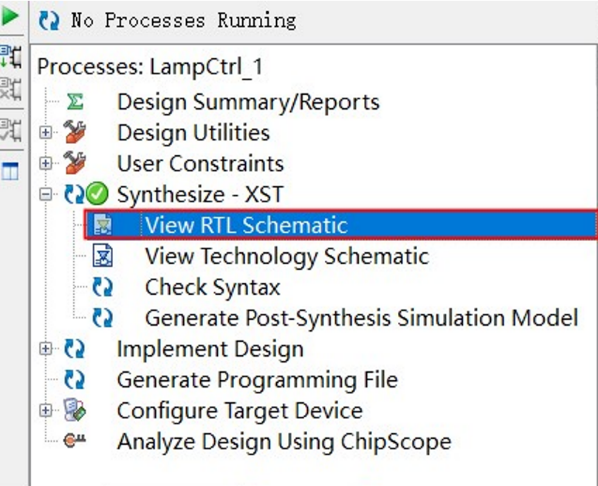 No Processes Running
Processes: LampCtrl_1
Design Summary/Reports
Design Utilities
User Constraints
Synthesize - XST
View RTL Schematic
View Technology Schematic
Check Syntax
Generate Post-Synthesis Simulation Model
Implement Design
Generate Programming File
Configure Target Device
Analyze Design Using ChipScope